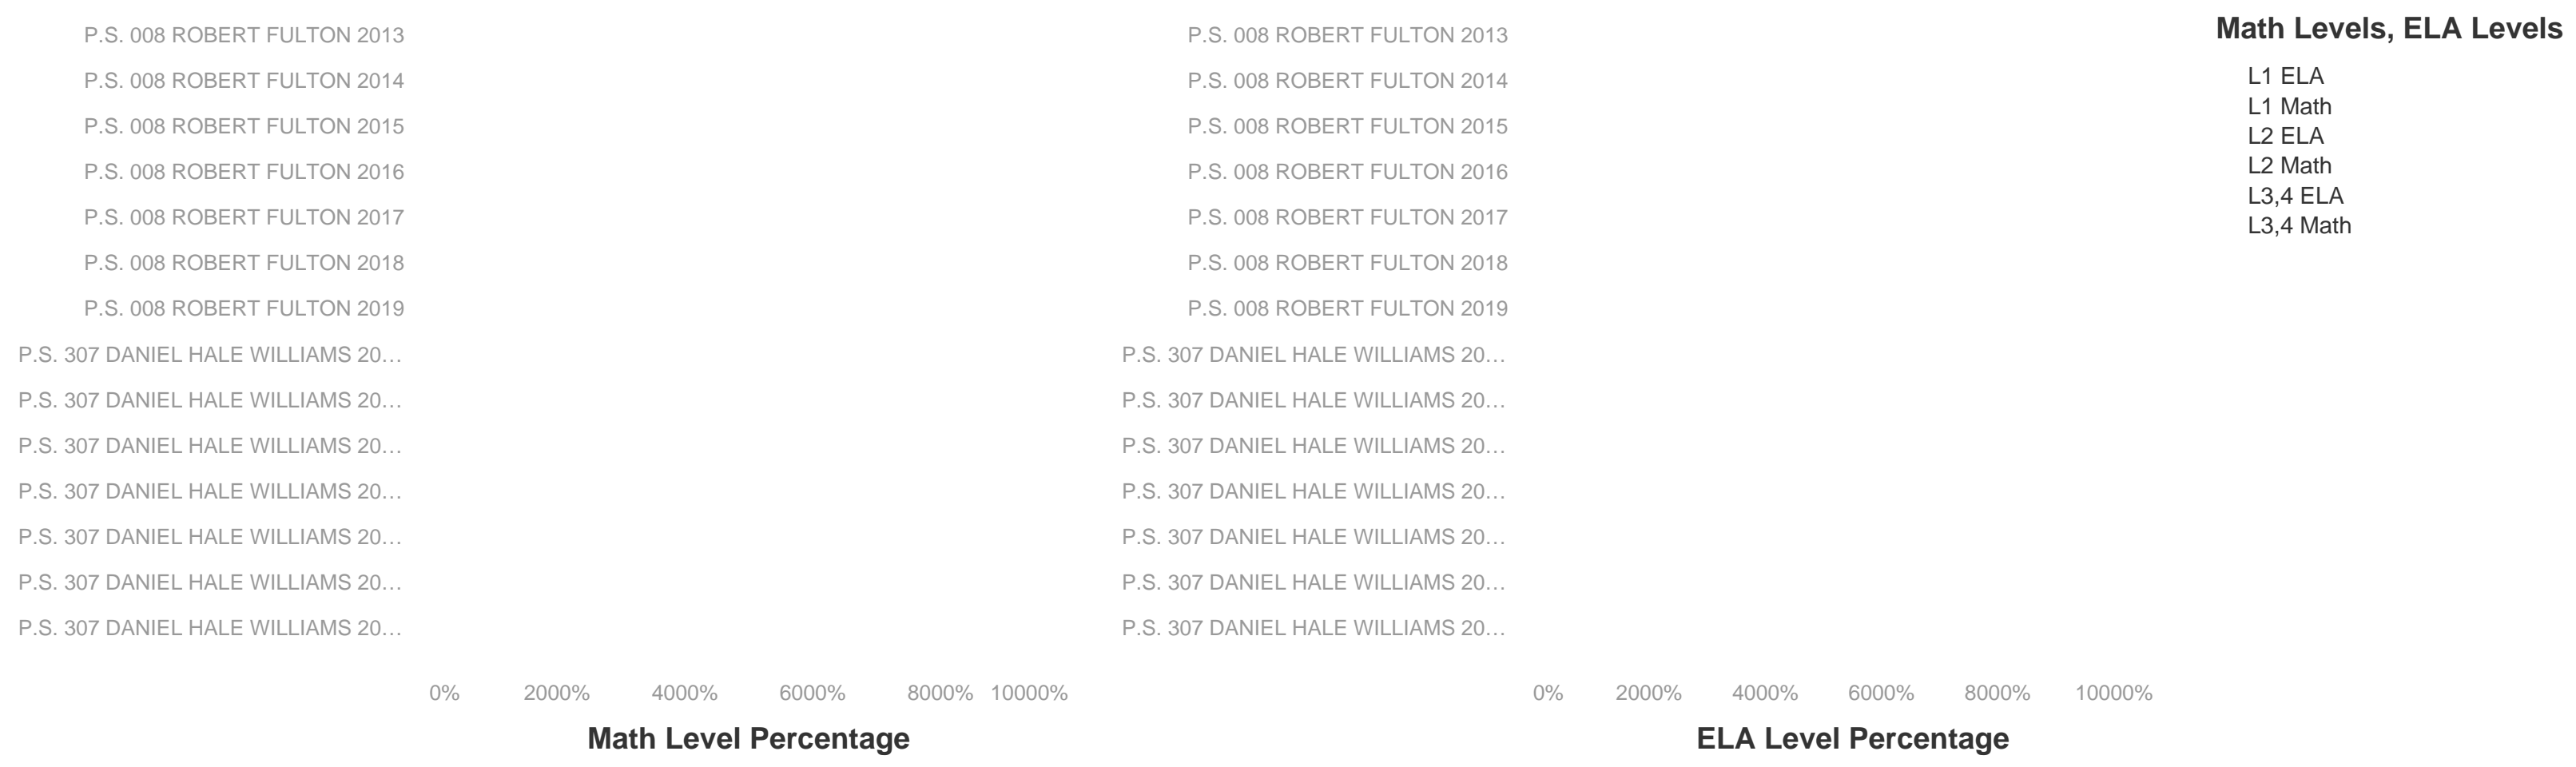 P.S. 008 ROBERT FULTON 2013
P.S. 008 ROBERT FULTON 2014
P.S. 008 ROBERT FULTON 2015
P.S. 008 ROBERT FULTON 2016
P.S. 008 ROBERT FULTON 2017
P.S. 008 ROBERT FULTON 2018
P.S. 008 ROBERT FULTON 2019
P.S. 307 DANIEL HALE WILLIAMS 20…
P.S. 307 DANIEL HALE WILLIAMS 20…
P.S. 307 DANIEL HALE WILLIAMS 20…
P.S. 307 DANIEL HALE WILLIAMS 20…
P.S. 307 DANIEL HALE WILLIAMS 20…
P.S. 307 DANIEL HALE WILLIAMS 20…
P.S. 307 DANIEL HALE WILLIAMS 20…
0% 2000% 4000% 6000% 8000% 10000%
Math Level Percentage
P.S. 008 ROBERT FULTON 2013
P.S. 008 ROBERT FULTON 2014
P.S. 008 ROBERT FULTON 2015
P.S. 008 ROBERT FULTON 2016
P.S. 008 ROBERT FULTON 2017
P.S. 008 ROBERT FULTON 2018
P.S. 008 ROBERT FULTON 2019
P.S. 307 DANIEL HALE WILLIAMS 20…
P.S. 307 DANIEL HALE WILLIAMS 20…
P.S. 307 DANIEL HALE WILLIAMS 20…
P.S. 307 DANIEL HALE WILLIAMS 20…
P.S. 307 DANIEL HALE WILLIAMS 20…
P.S. 307 DANIEL HALE WILLIAMS 20…
P.S. 307 DANIEL HALE WILLIAMS 20…
0% 2000% 4000% 6000% 8000% 10000%
ELA Level Percentage
Math Levels, ELA Levels
L1 ELA
L1 Math
L2 ELA
L2 Math
L3,4 ELA
L3,4 Math